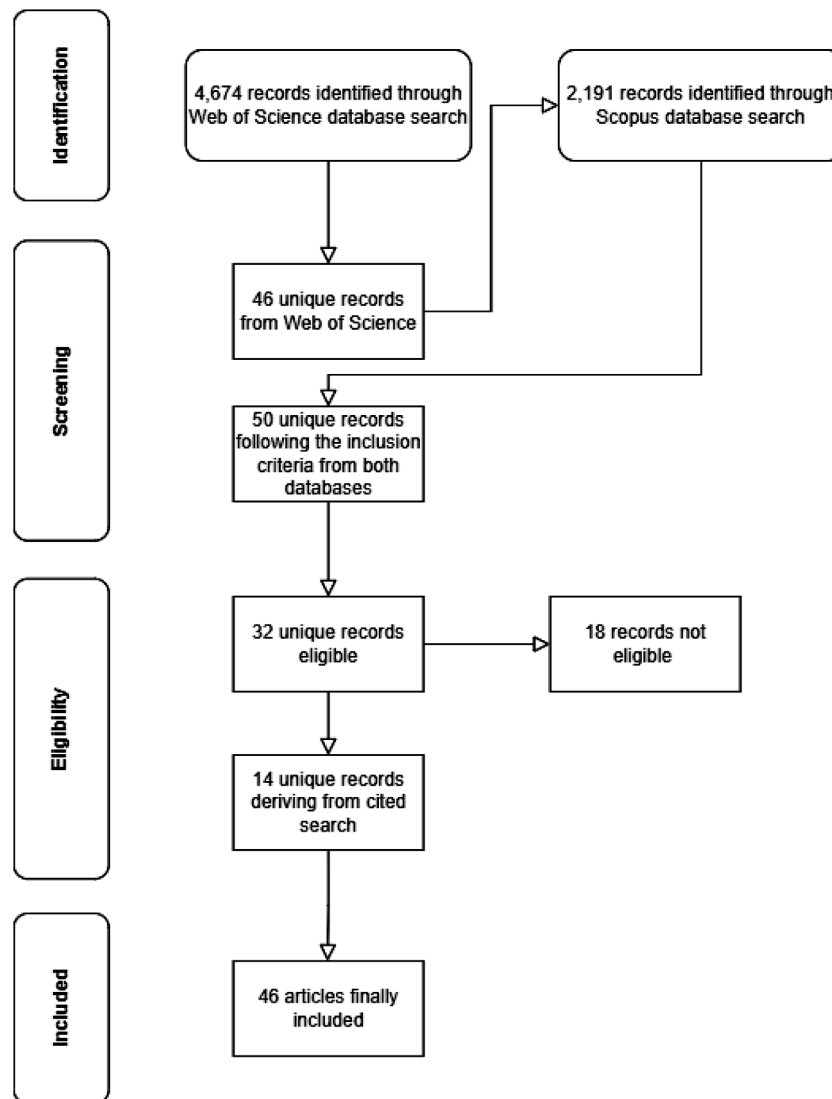 Identification
4,674 records identified through
Web of Science database search
2,191 records identified through
Scopus database search
Screening
46 unique records
from Web of Science
50 unique records
following the inclusion
criteria from both
databases
Eligibility
32 unique records
eligible
18 records not
eligible
14 unique records
deriving from cited
search
Included
46 articles finally
included